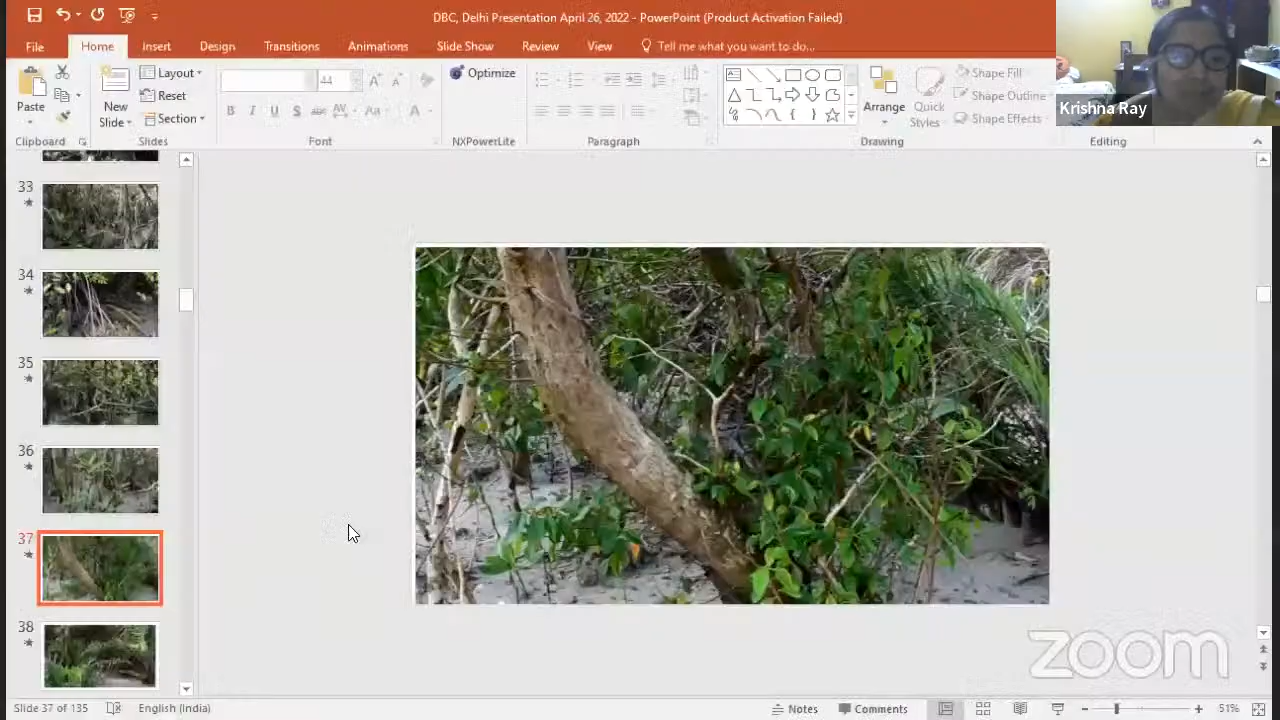 DBC, Delhi Presentation April 26, 2022 - PowerPoint (Product Activation Failed)
File Home Insert Design Transitions Animations Slide Show Review View Tell me what you want to do...
Paste
Clipboard
New Slide
Layout
Reset
Section
Slides
44
B I U S abc AV Aa A
Font
Optimize
NXPowerLite
Paragraph
Arrange
Quick Styles
Shape Fill
Shape Outline
Shape Effects
Drawing
Editing
Krishna Ray
33
34
35
36
37
38
zoom
Slide 37 of 135 English (India) Notes Comments 51%